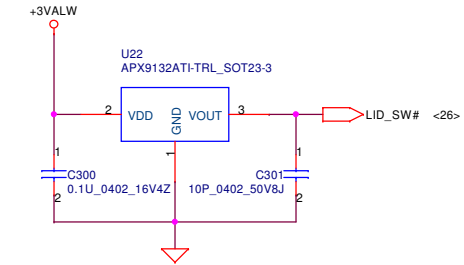 +3VALW
U22
APX9132ATI-TRL_SOT23-3
2
VDD
GND
VOUT
3
LID_SW#
<26>
1
1
1
C300
C301
0.1U_0402_16V4Z
10P_0402_50V8J
2
2